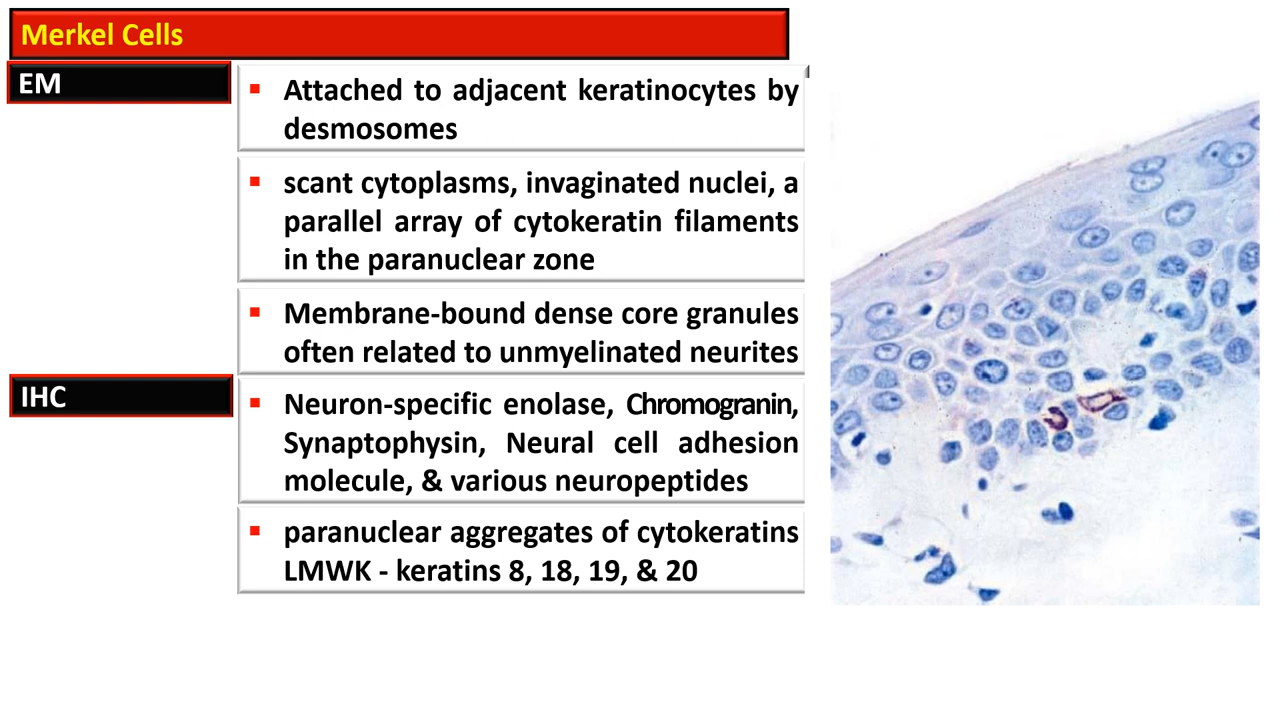 Merkel Cells
EM
Attached to adjacent keratinocytes by
desmosomes
scant cytoplasms, invaginated nuclei, a
parallel array of cytokeratin filaments
in the paranuclear zone
Membrane-bound dense core granules
often related to unmyelinated neurites
IHC
Neuron-specific enolase, Chromogranin,
Synaptophysin, Neural cell adhesion
molecule, & various neuropeptides
paranuclear aggregates of cytokeratins
LMWK - keratins 8, 18, 19, & 20